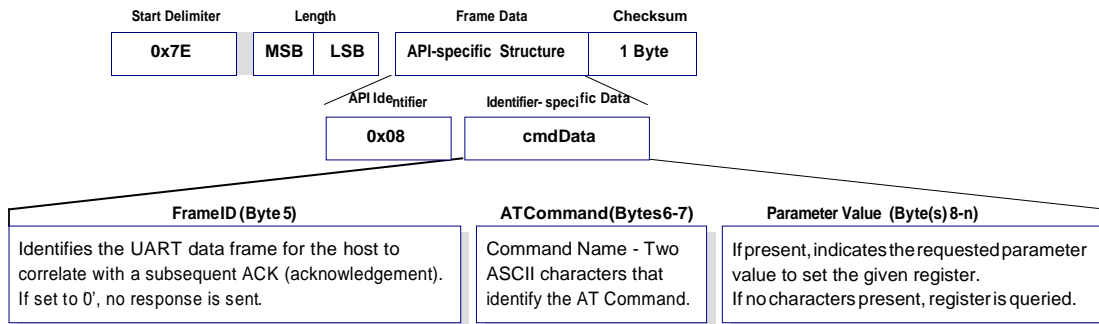 Start Delimiter Length Frame Data Checksum
0x7E MSB LSB API-specific Structure 1 Byte
API Identifier Identifier- specific Data
0x08 cmdData
Frame ID (Byte 5) AT Command (Bytes 6-7) Parameter Value (Byte(s) 8-n)
Identifies the UART data frame for the host to
correlate with a subsequent ACK (acknowledgement).
If set to 0', no response is sent.
Command Name - Two
ASCII characters that
identify the AT Command.
If present, indicates the requested parameter
value to set the given register.
If no characters present, register is queried.